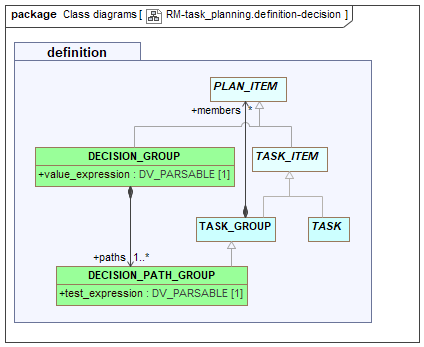 package Class diagrams [ RM-task_planning.definition-decision ]
definition
PLAN_ITEM
+members *
DECISION_GROUP
+value_expression : DV_PARSABLE [1]
TASK_ITEM
TASK_GROUP
TASK
+paths 1..*
DECISION_PATH_GROUP
+test_expression : DV_PARSABLE [1]